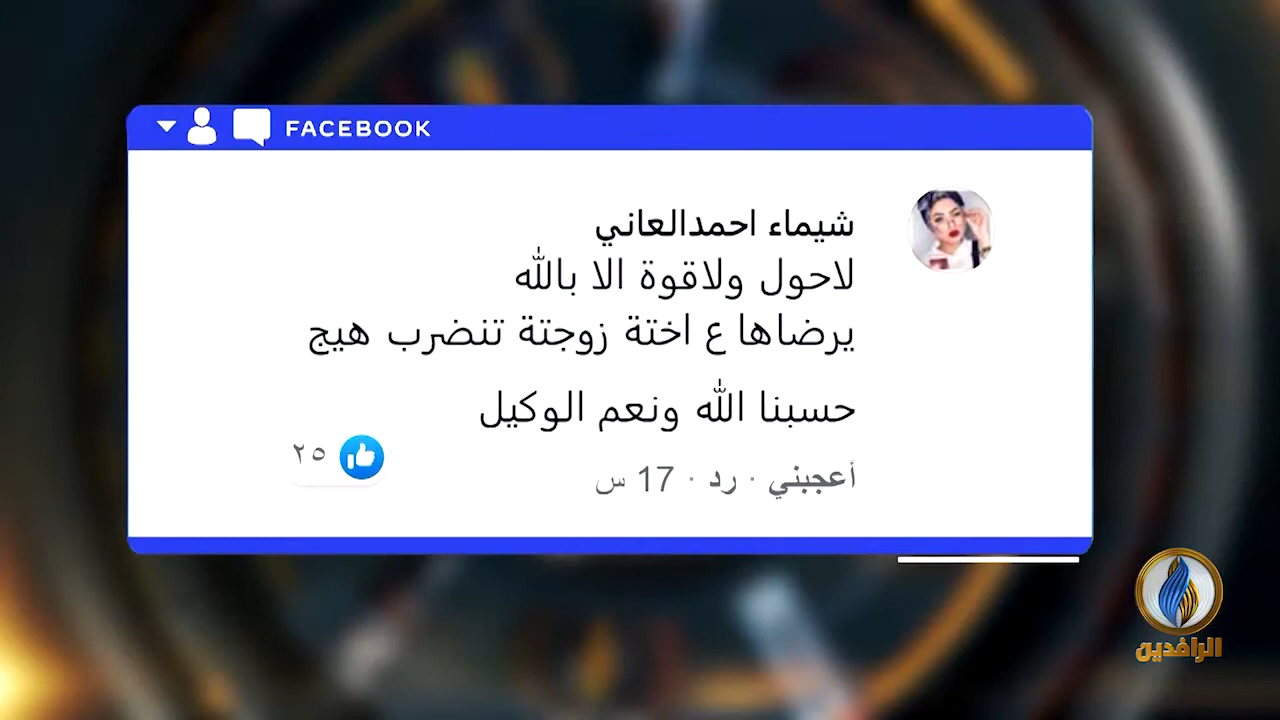 FACEBOOK
شيماء احمدالعاني
لاحول ولاقوة الا بالله
يرضاها ع اختة زوجتة تنضرب هيج
حسبنا الله ونعم الوكيل
٢٥
أعجبني · رد · 17 س
الرافدين